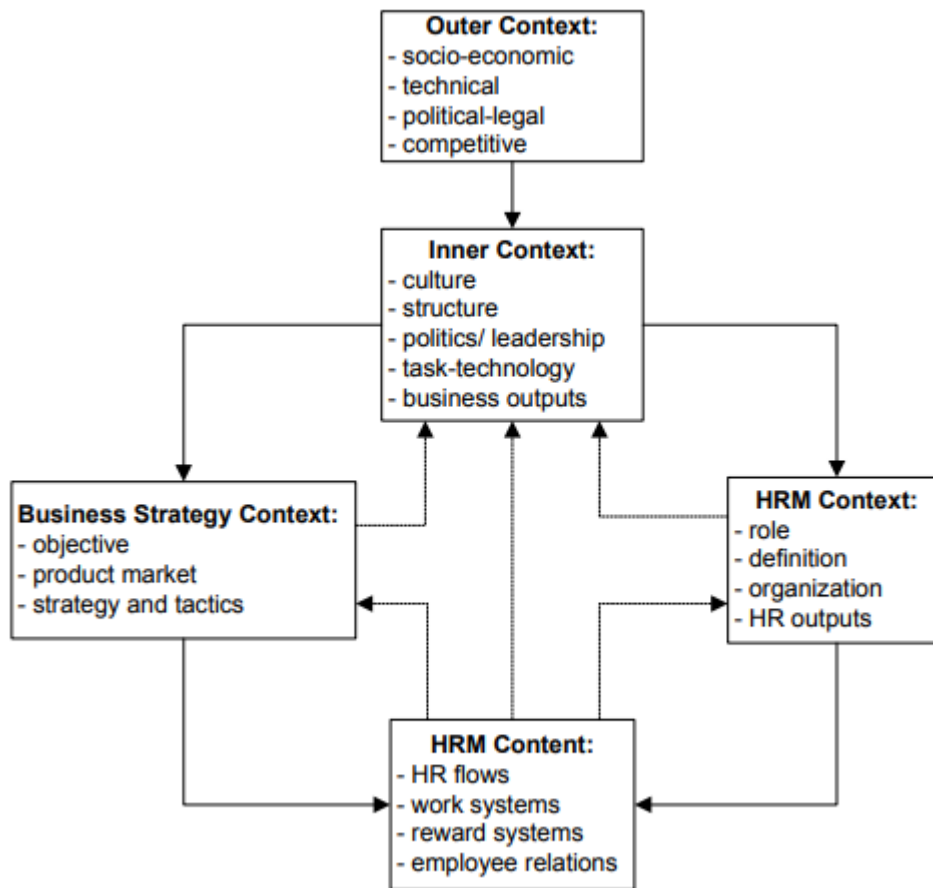 Outer Context:
- socio-economic
- technical
- political-legal
- competitive
Inner Context:
- culture
- structure
- politics/ leadership
- task-technology
- business outputs
Business Strategy Context:
- objective
- product market
- strategy and tactics
HRM Context:
- role
- definition
- organization
- HR outputs
HRM Content:
- HR flows
- work systems
- reward systems
- employee relations